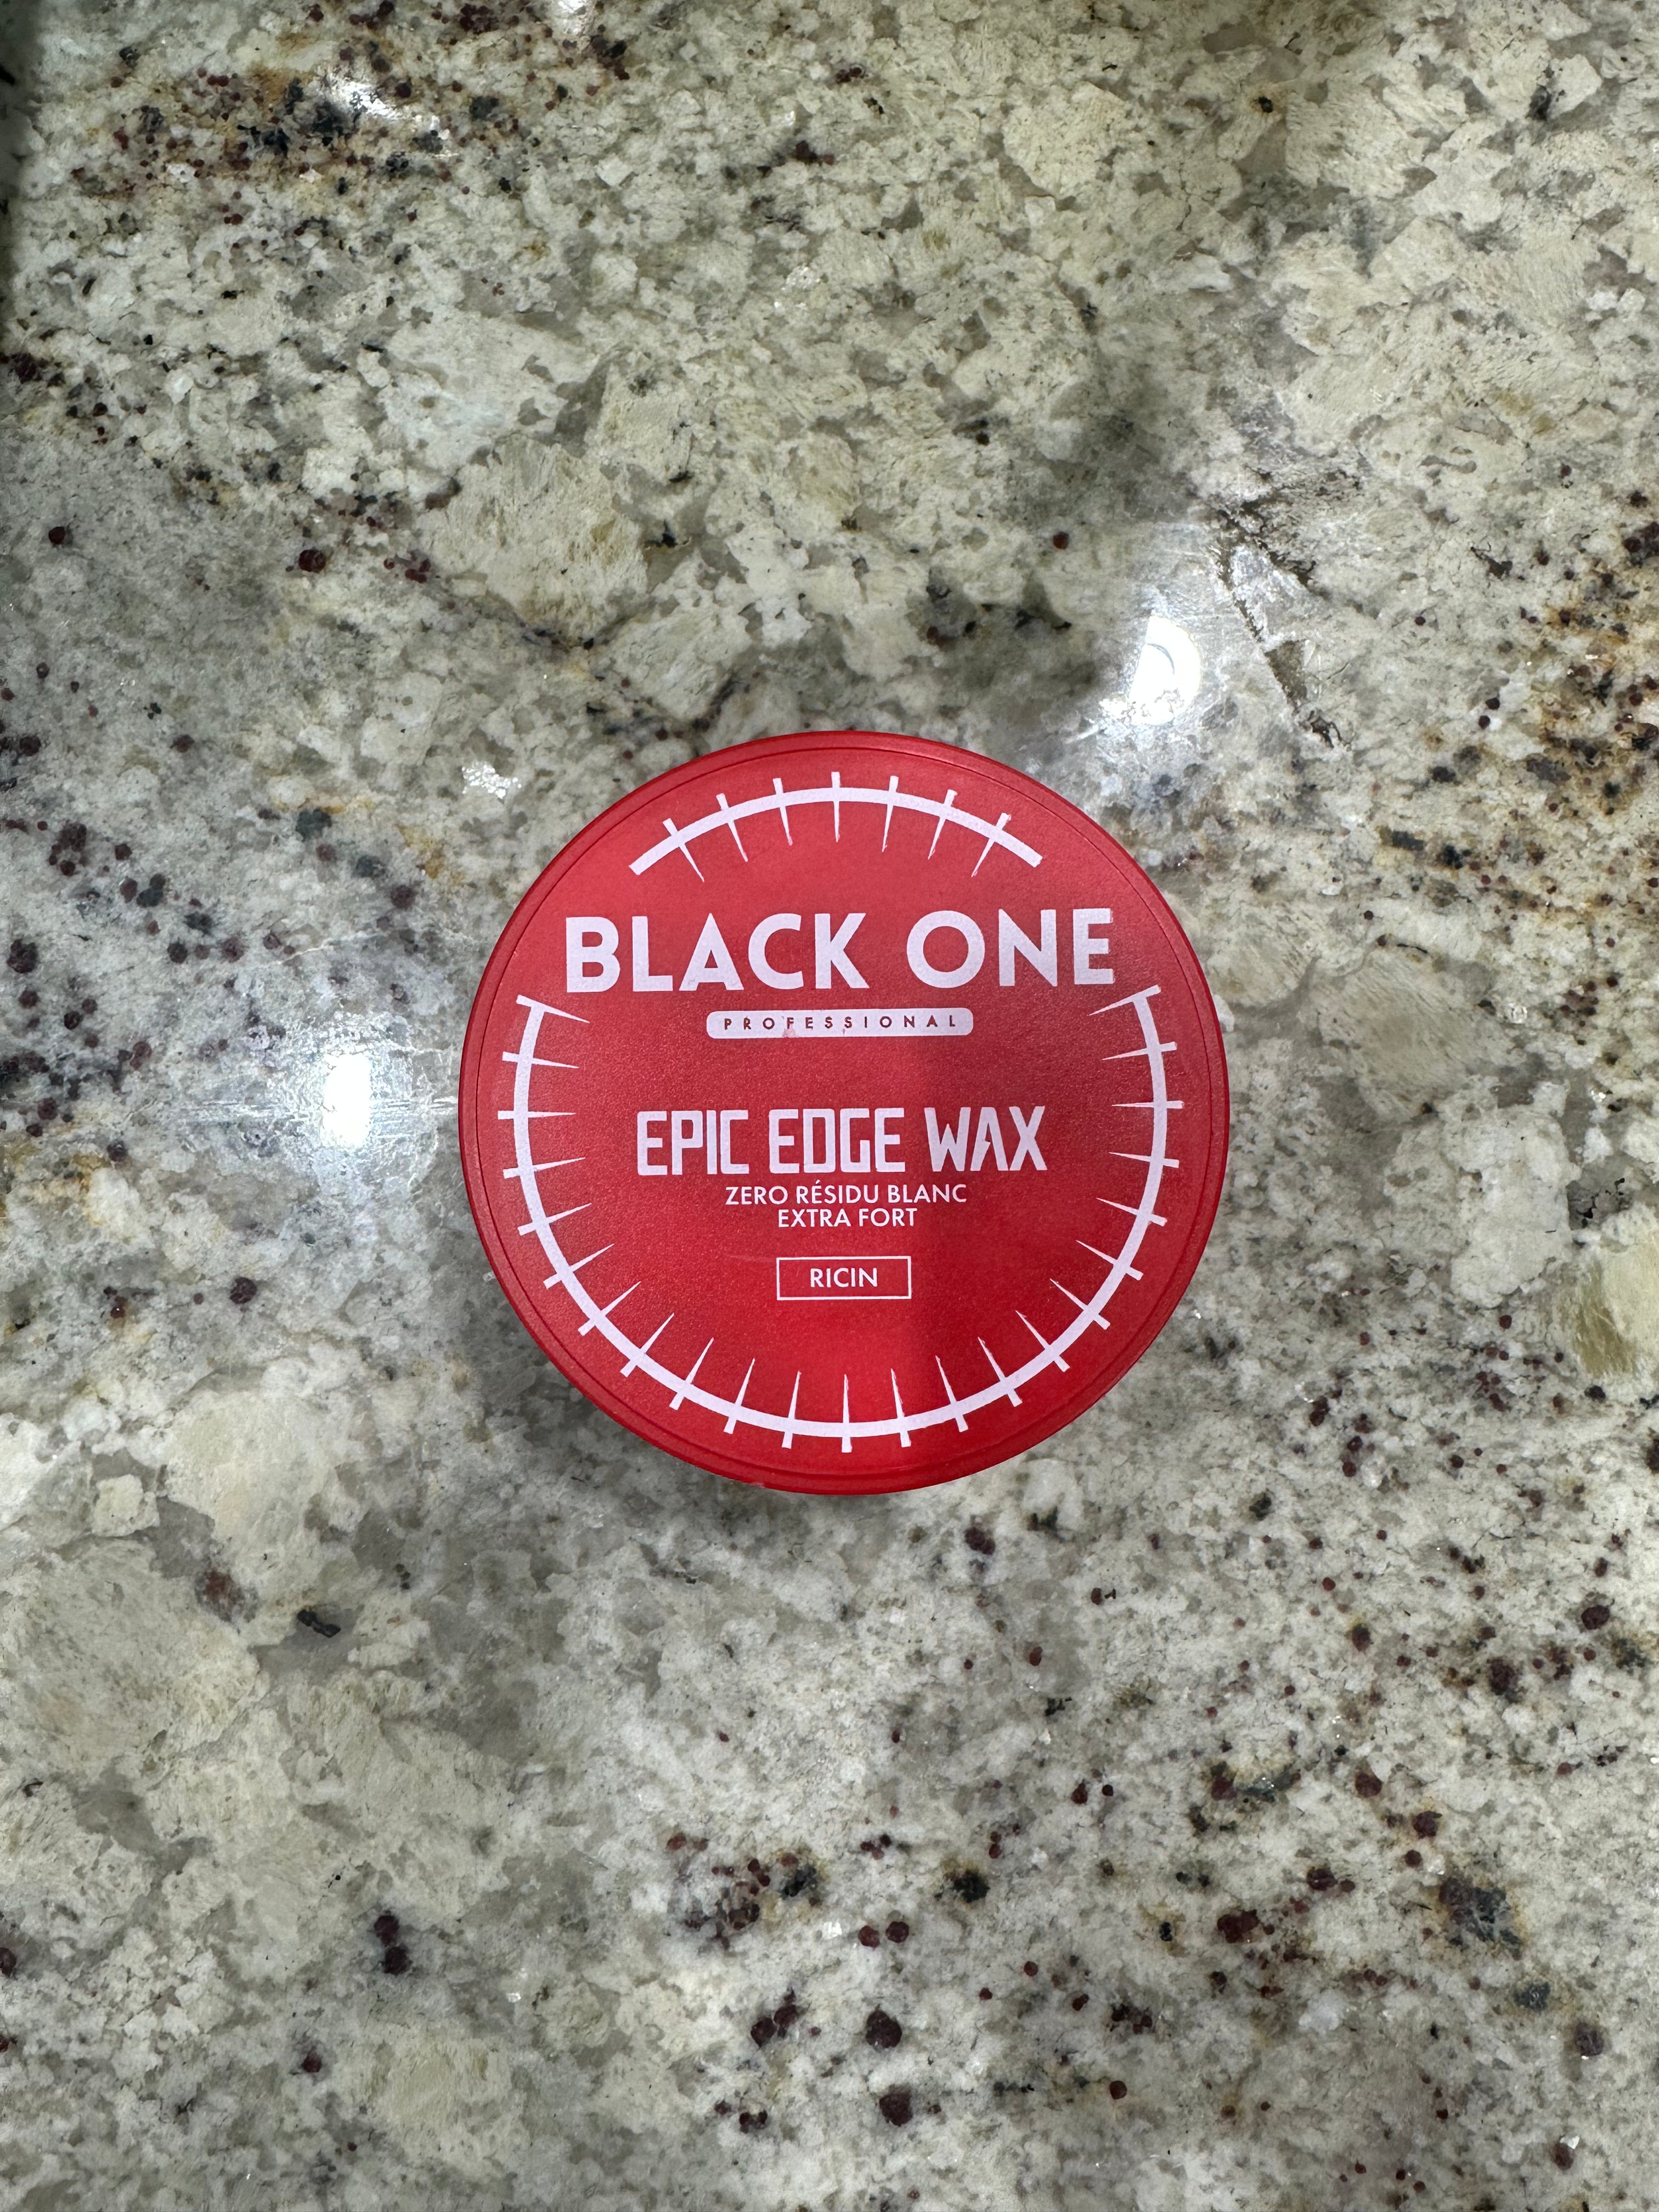 BLACK ONE
PROFESSIONAL
EPIC EDGE WAX
ZERO RÉSIDU BLANC
EXTRA FORT
RICIN